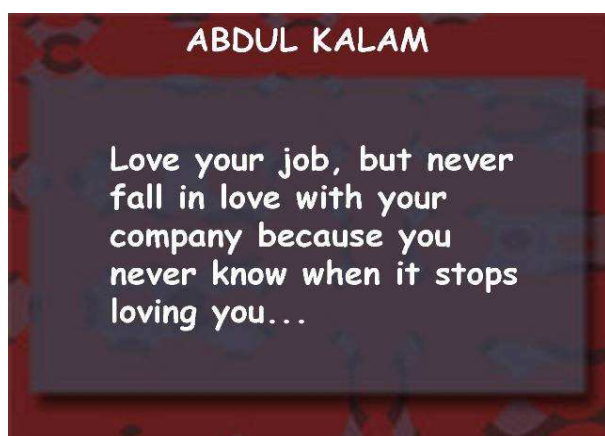 ABDUL KALAM
Love your job, but never
fall in love with your
company because you
never know when it stops
loving you...